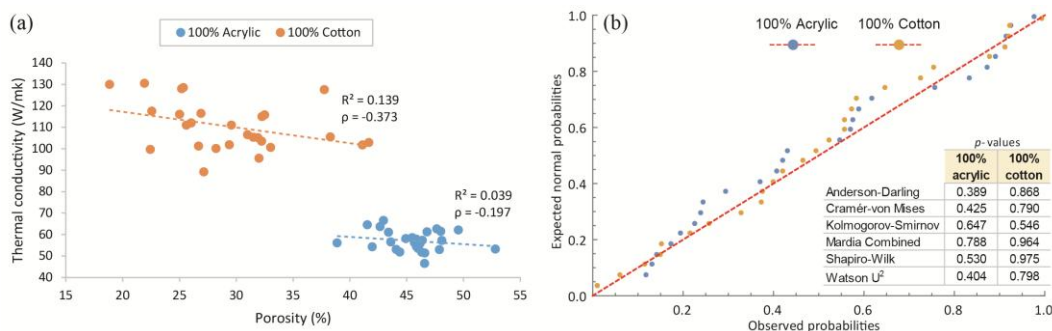 (a)
100% Acrylic 100% Cotton
Thermal conductivity (W/mk)
140
130
120
110
100
90
80
70
60
50
40
R² = 0.139
ρ = -0.373
R² = 0.039
ρ = -0.197
15 20 25 30 35 40 45 50 55
Porosity (%)
(b)
100% Acrylic 100% Cotton
Expected normal probabilities
1.0
0.8
0.6
0.4
0.2
0.0
p- values
100% acrylic 100% cotton
Anderson-Darling 0.389 0.868
Cramér-von Mises 0.425 0.790
Kolmogorov-Smirnov 0.647 0.546
Mardia Combined 0.788 0.964
Shapiro-Wilk 0.530 0.975
Watson U² 0.404 0.798
0.2 0.4 0.6 0.8 1.0
Observed probabilities